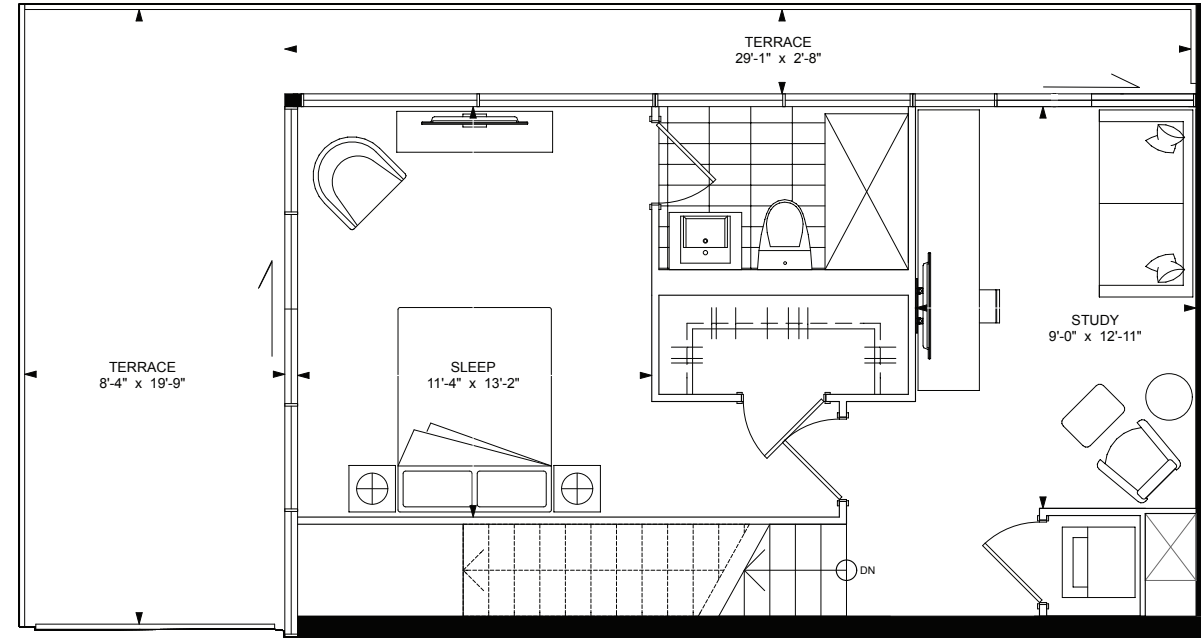 TERRACE
29'-1" x 2'-8"
TERRACE
8'-4" x 19'-9"
SLEEP
11'-4" x 13'-2"
STUDY
9'-0" x 12'-11"
DN